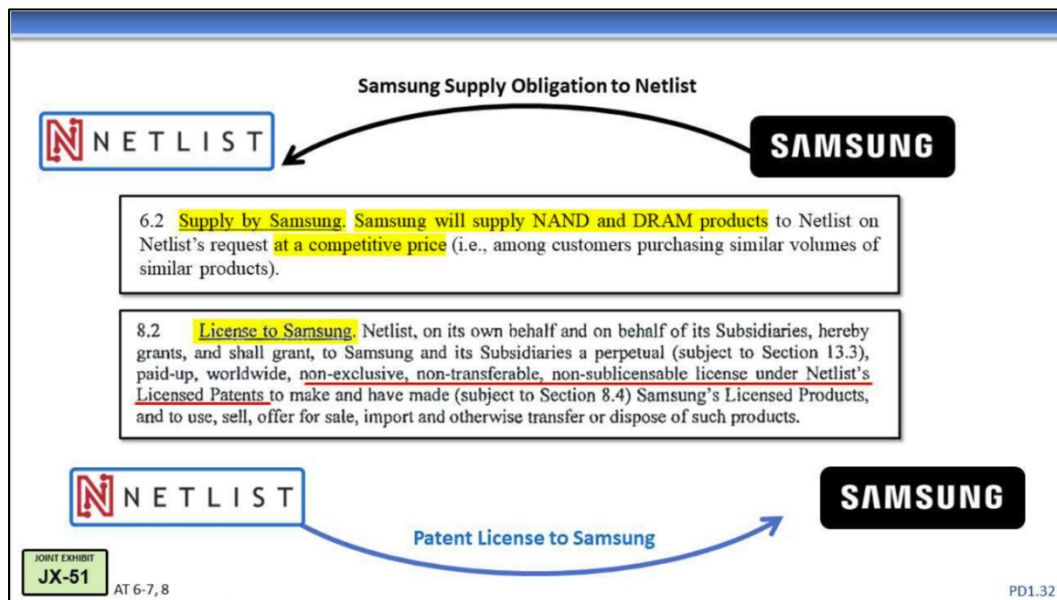 Samsung Supply Obligation to Netlist
NETLIST
SAMSUNG
6.2 Supply by Samsung. Samsung will supply NAND and DRAM products to Netlist on
Netlist's request at a competitive price (i.e., among customers purchasing similar volumes of
similar products).
8.2 License to Samsung. Netlist, on its own behalf and on behalf of its Subsidiaries, hereby
grants, and shall grant, to Samsung and its Subsidiaries a perpetual (subject to Section 13.3),
paid-up, worldwide, non-exclusive, non-transferable, non-sublicensable license under Netlist's
Licensed Patents to make and have made (subject to Section 8.4) Samsung's Licensed Products,
and to use, sell, offer for sale, import and otherwise transfer or dispose of such products.
NETLIST
SAMSUNG
Patent License to Samsung
JOINT EXHIBIT
JX-51
AT 6-7, 8
PD1.32